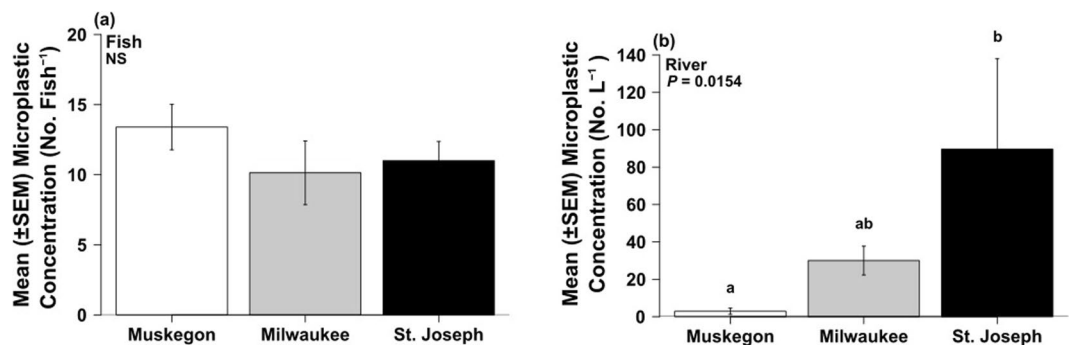 (a)
Fish
NS
Mean (±SEM) Microplastic
Concentration (No. Fish⁻¹)
20
15
10
5
0
Muskegon Milwaukee St. Joseph
(b)
River
P = 0.0154
Mean (±SEM) Microplastic
Concentration (No. L⁻¹)
140
120
100
80
60
40
20
0
a
ab
b
Muskegon Milwaukee St. Joseph